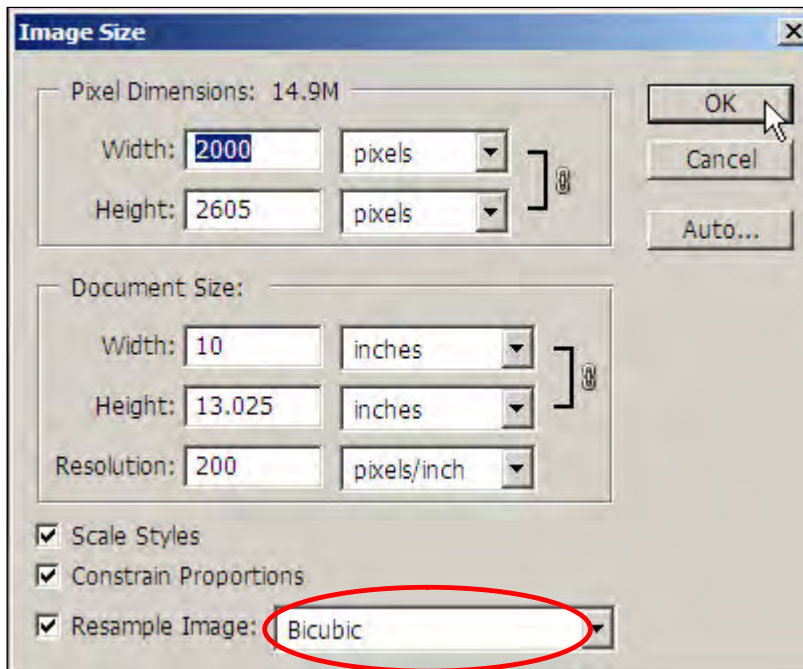 Image Size
Pixel Dimensions: 14.9M
OK
Width: 2000 pixels
Cancel
Height: 2605 pixels
Auto...
Document Size:
Width: 10 inches
Height: 13.025 inches
Resolution: 200 pixels/inch
Scale Styles
Constrain Proportions
Resample Image: Bicubic